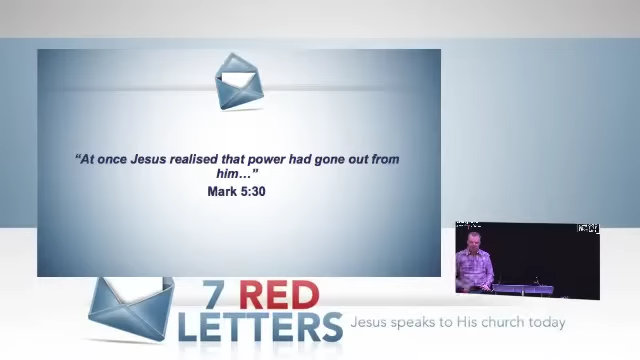 “At once Jesus realised that power had gone out from
him…”
Mark 5:30
7 RED
LETTERS
Jesus speaks to His church today